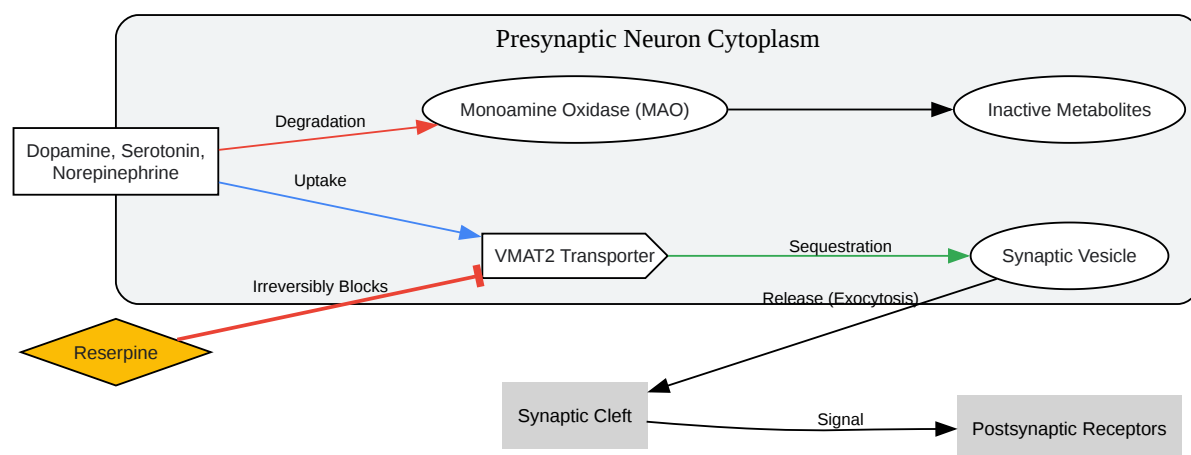 Presynaptic Neuron Cytoplasm
Degradation
Monoamine Oxidase (MAO)
Inactive Metabolites
Dopamine, Serotonin,
Norepinephrine
Uptake
VMAT2 Transporter
Sequestration
Synaptic Vesicle
Irreversibly Blocks
Release (Exocytosis)
Reserpine
Synaptic Cleft
Signal
Postsynaptic Receptors